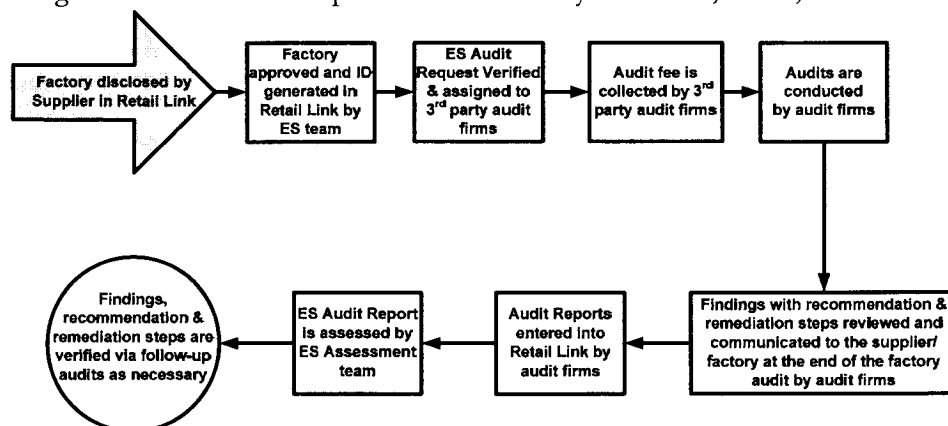 Factory disclosed by
Supplier in Retail Link
Factory
approved and ID
generated in
Retail Link by
ES team
ES Audit
Request Verified
& assigned to
3rd party audit
firms
Audit fee is
collected by 3rd
party audit firms
Audits are
conducted
by audit firms
Findings with recommendation &
remediation steps reviewed and
communicated to the supplier/
factory at the end of the factory
audit by audit firms
Audit Reports
entered into
Retail Link by
audit firms
ES Audit Report
is assessed by
ES Assessment
team
Findings,
recommendation &
remediation steps are
verified via follow-up
audits as necessary